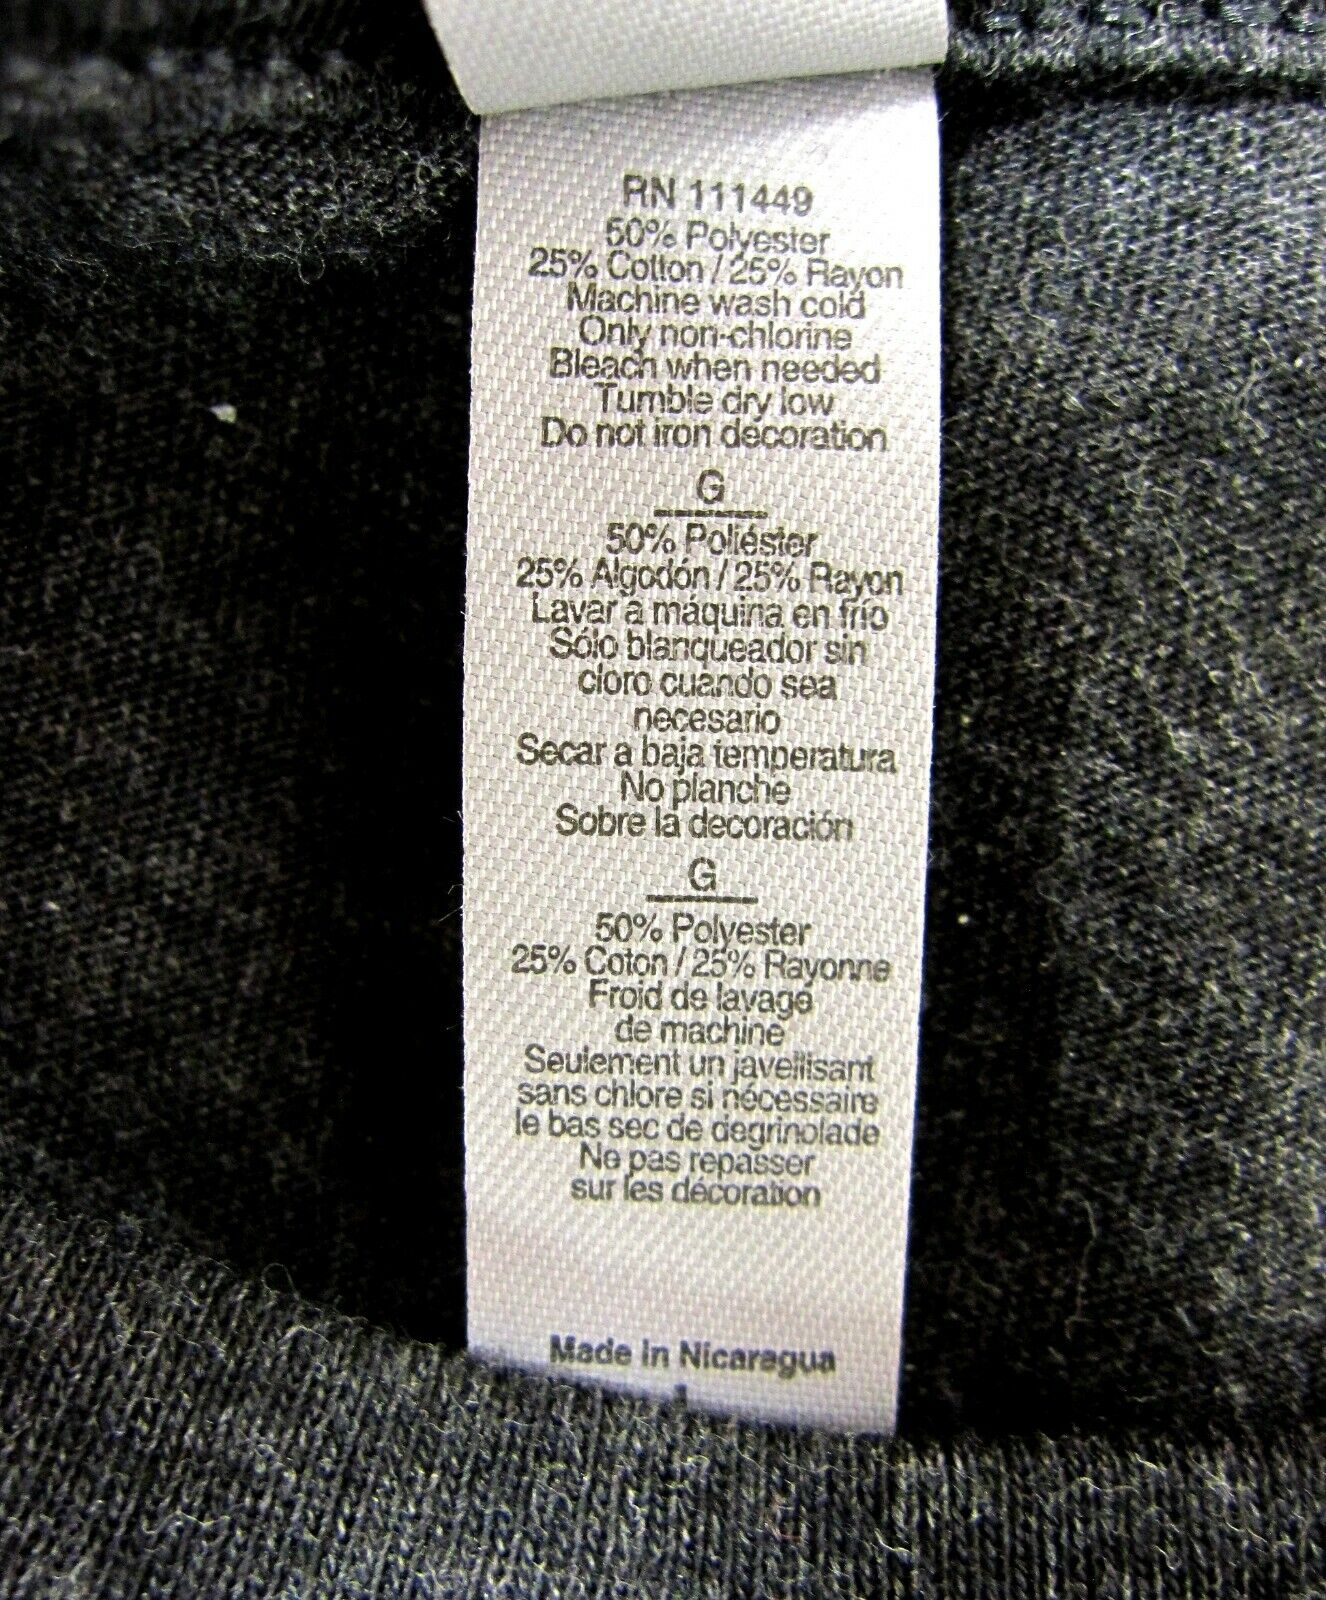 RN 111449
50% Polyester
25% Cotton / 25% Rayon
Machine wash cold
Only non-chlorine
Bleach when needed
Tumble dry low
Do not iron decoration
G
50% Poliéster
25% Algodón / 25% Rayon
Lavar a máquina en frío
Sólo blanqueador sin
cloro cuando sea
necesario
Secar a baja temperatura
No planche
Sobre la decoración
G
50% Polyester
25% Coton / 25% Rayonne
Froid de lavage
de machine
Seulement un javellisant
sans chlore si nécessaire
le bas sec de degrinolade
Ne pas repasser
sur les décoration
Made in Nicaragua